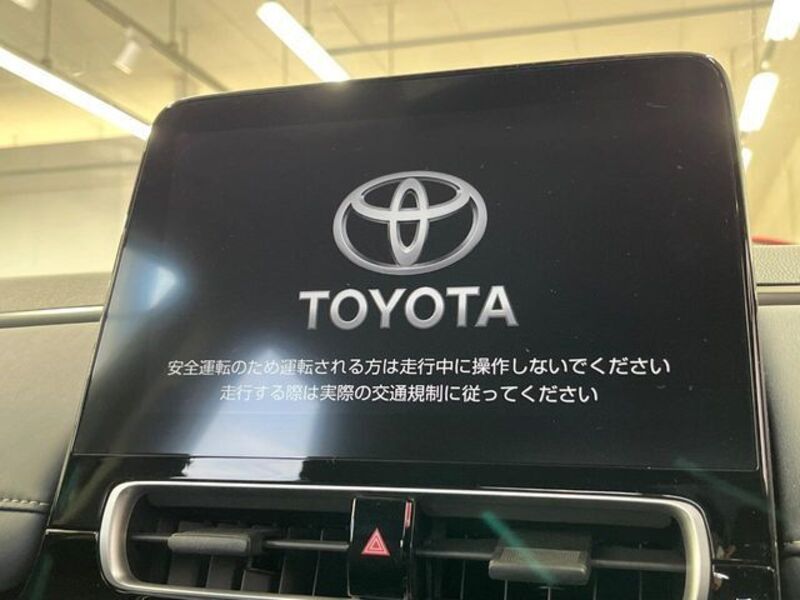 TOYOTA
安全運転のため運転される方は走行中に操作しないでください
走行する際は実際の交通規制に従ってください